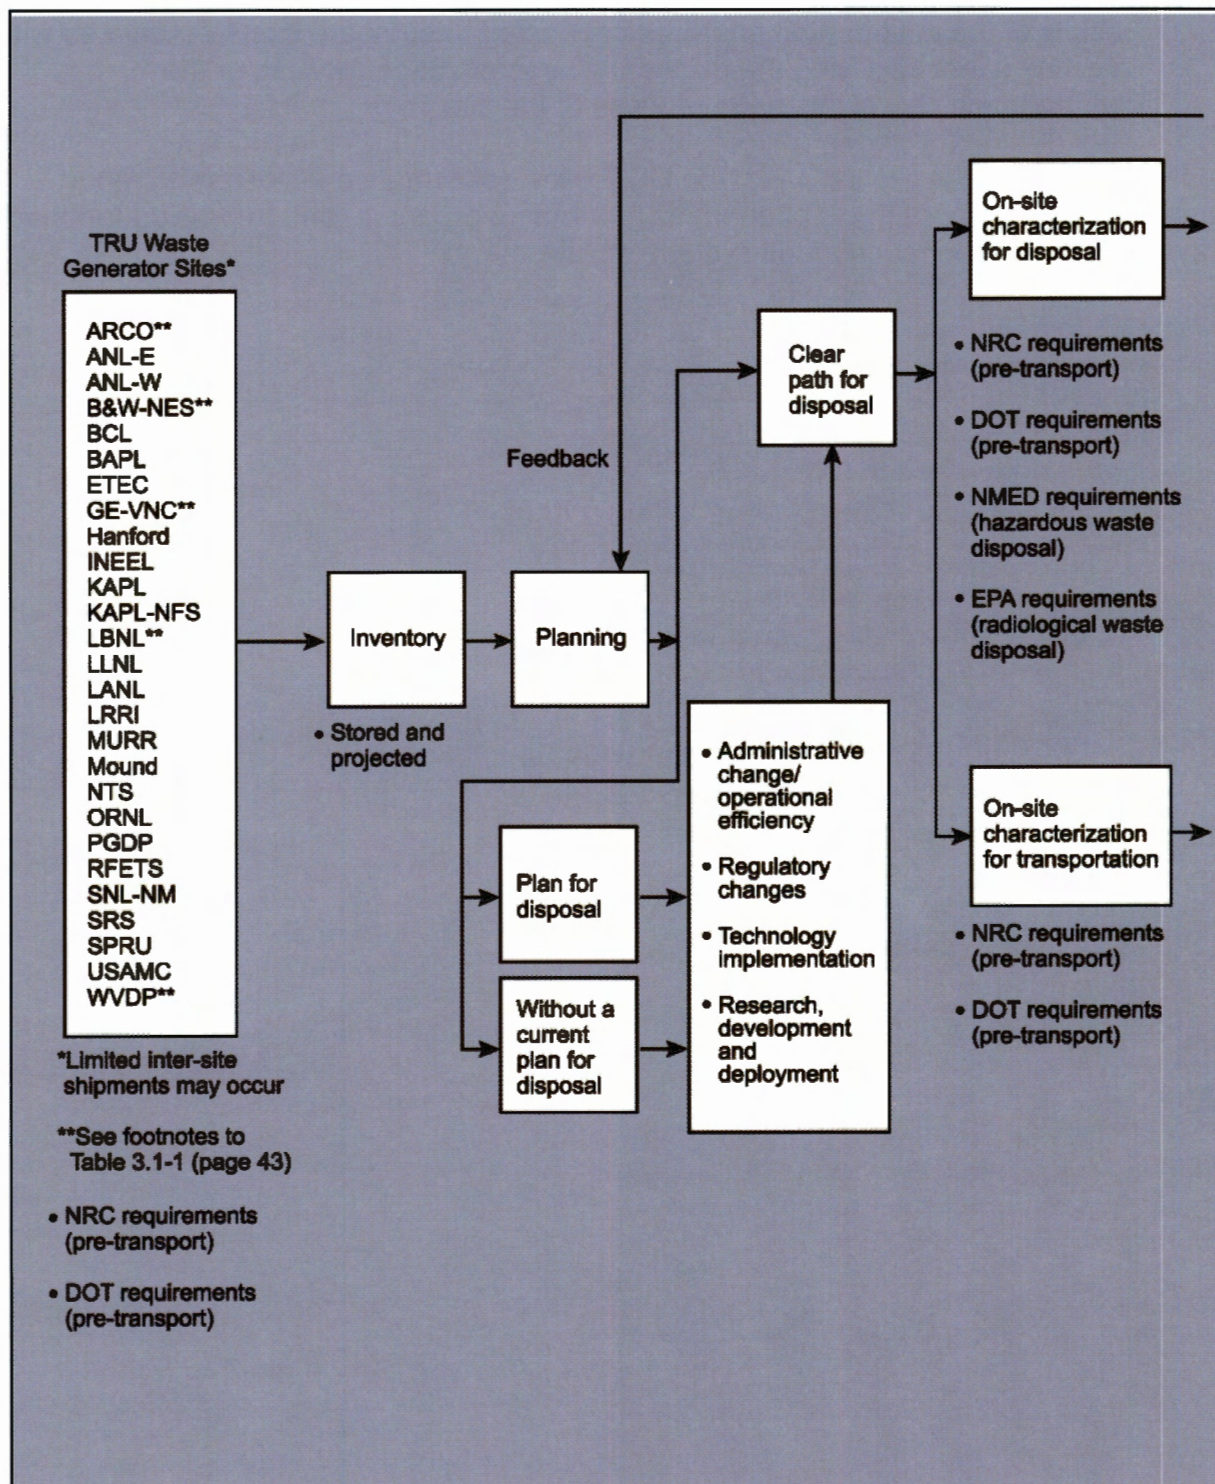 TRU Waste
Generator Sites*
ARCO**
ANL-E
ANL-W
B&W-NES**
BCL
BAPL
ETEC
GE-VNC**
Hanford
INEEL
KAPL
KAPL-NFS
LBNL**
LLNL
LANL
LRRI
MURR
Mound
NTS
ORNL
PGDP
RFETS
SNL-NM
SRS
SPRU
USAMC
WVDP**
*Limited inter-site
shipments may occur
**See footnotes to
Table 3.1-1 (page 43)
• NRC requirements
(pre-transport)
• DOT requirements
(pre-transport)
Inventory
• Stored and
projected
Feedback
Planning
Plan for
disposal
Without a
current
plan for
disposal
Clear
path for
disposal
• Administrative
change/
operational
efficiency
• Regulatory
changes
• Technology
implementation
• Research,
development
and
deployment
On-site
characterization
for disposal
• NRC requirements
(pre-transport)
• DOT requirements
(pre-transport)
• NMED requirements
(hazardous waste
disposal)
• EPA requirements
(radiological waste
disposal)
On-site
characterization
for transportation
• NRC requirements
(pre-transport)
• DOT requirements
(pre-transport)